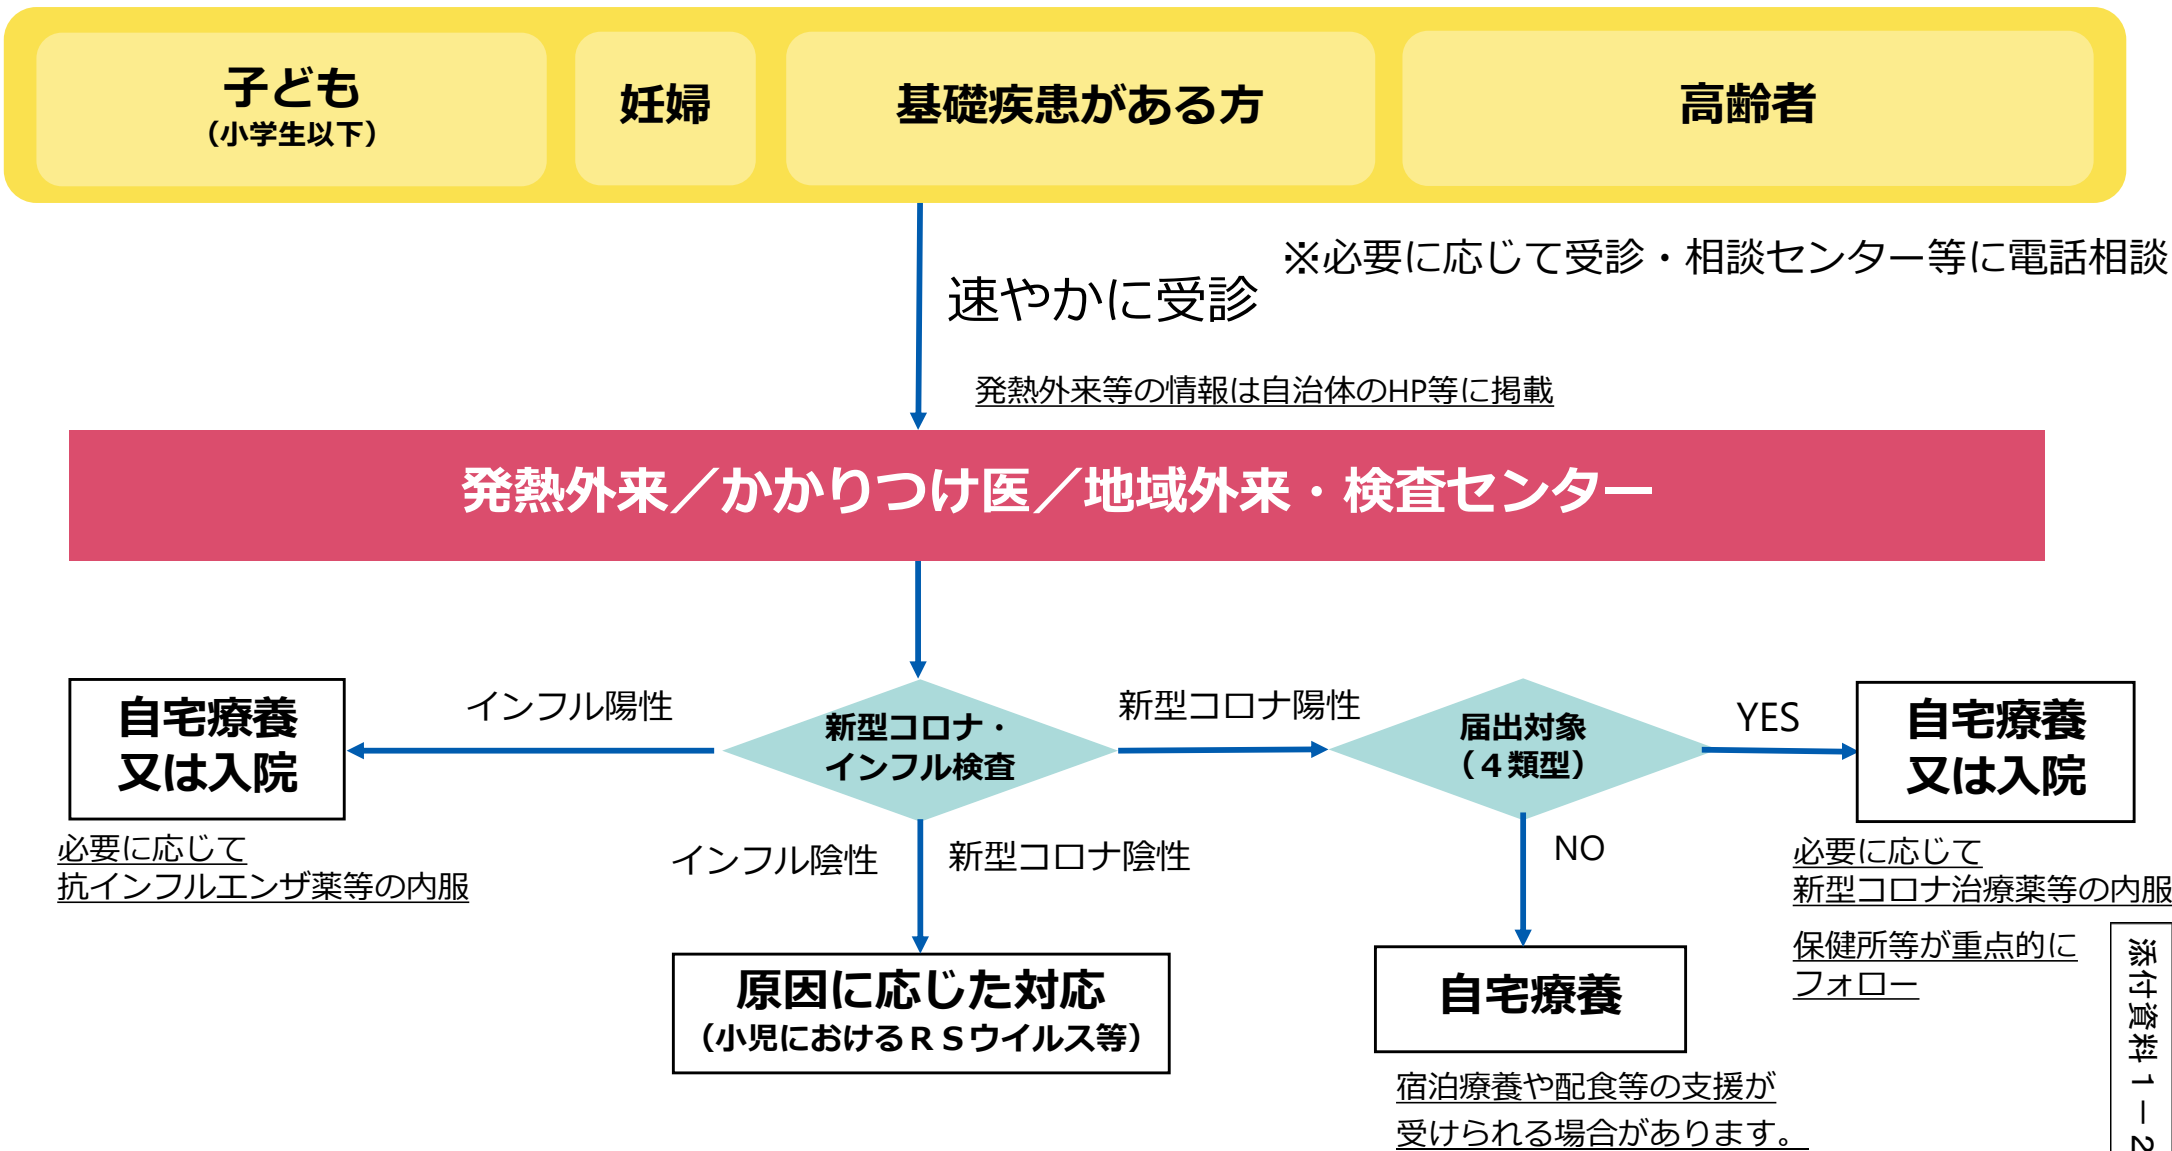 子ども
（小学生以下）
妊婦
基礎疾患がある方
高齢者
※必要に応じて受診・相談センター等に電話相談
速やかに受診
発熱外来等の情報は自治体のHP等に掲載
発熱外来／かかりつけ医／地域外来・検査センター
自宅療養
又は入院
インフル陽性
新型コロナ・
インフル検査
新型コロナ陽性
届出対象
（４類型）
YES
自宅療養
又は入院
必要に応じて
抗インフルエンザ薬等の内服
インフル陰性
新型コロナ陰性
NO
必要に応じて
新型コロナ治療薬等の内服
保健所等が重点的に
フォロー
原因に応じた対応
（小児におけるＲＳウイルス等）
自宅療養
宿泊療養や配食等の支援が
受けられる場合があります。
添付資料１－２